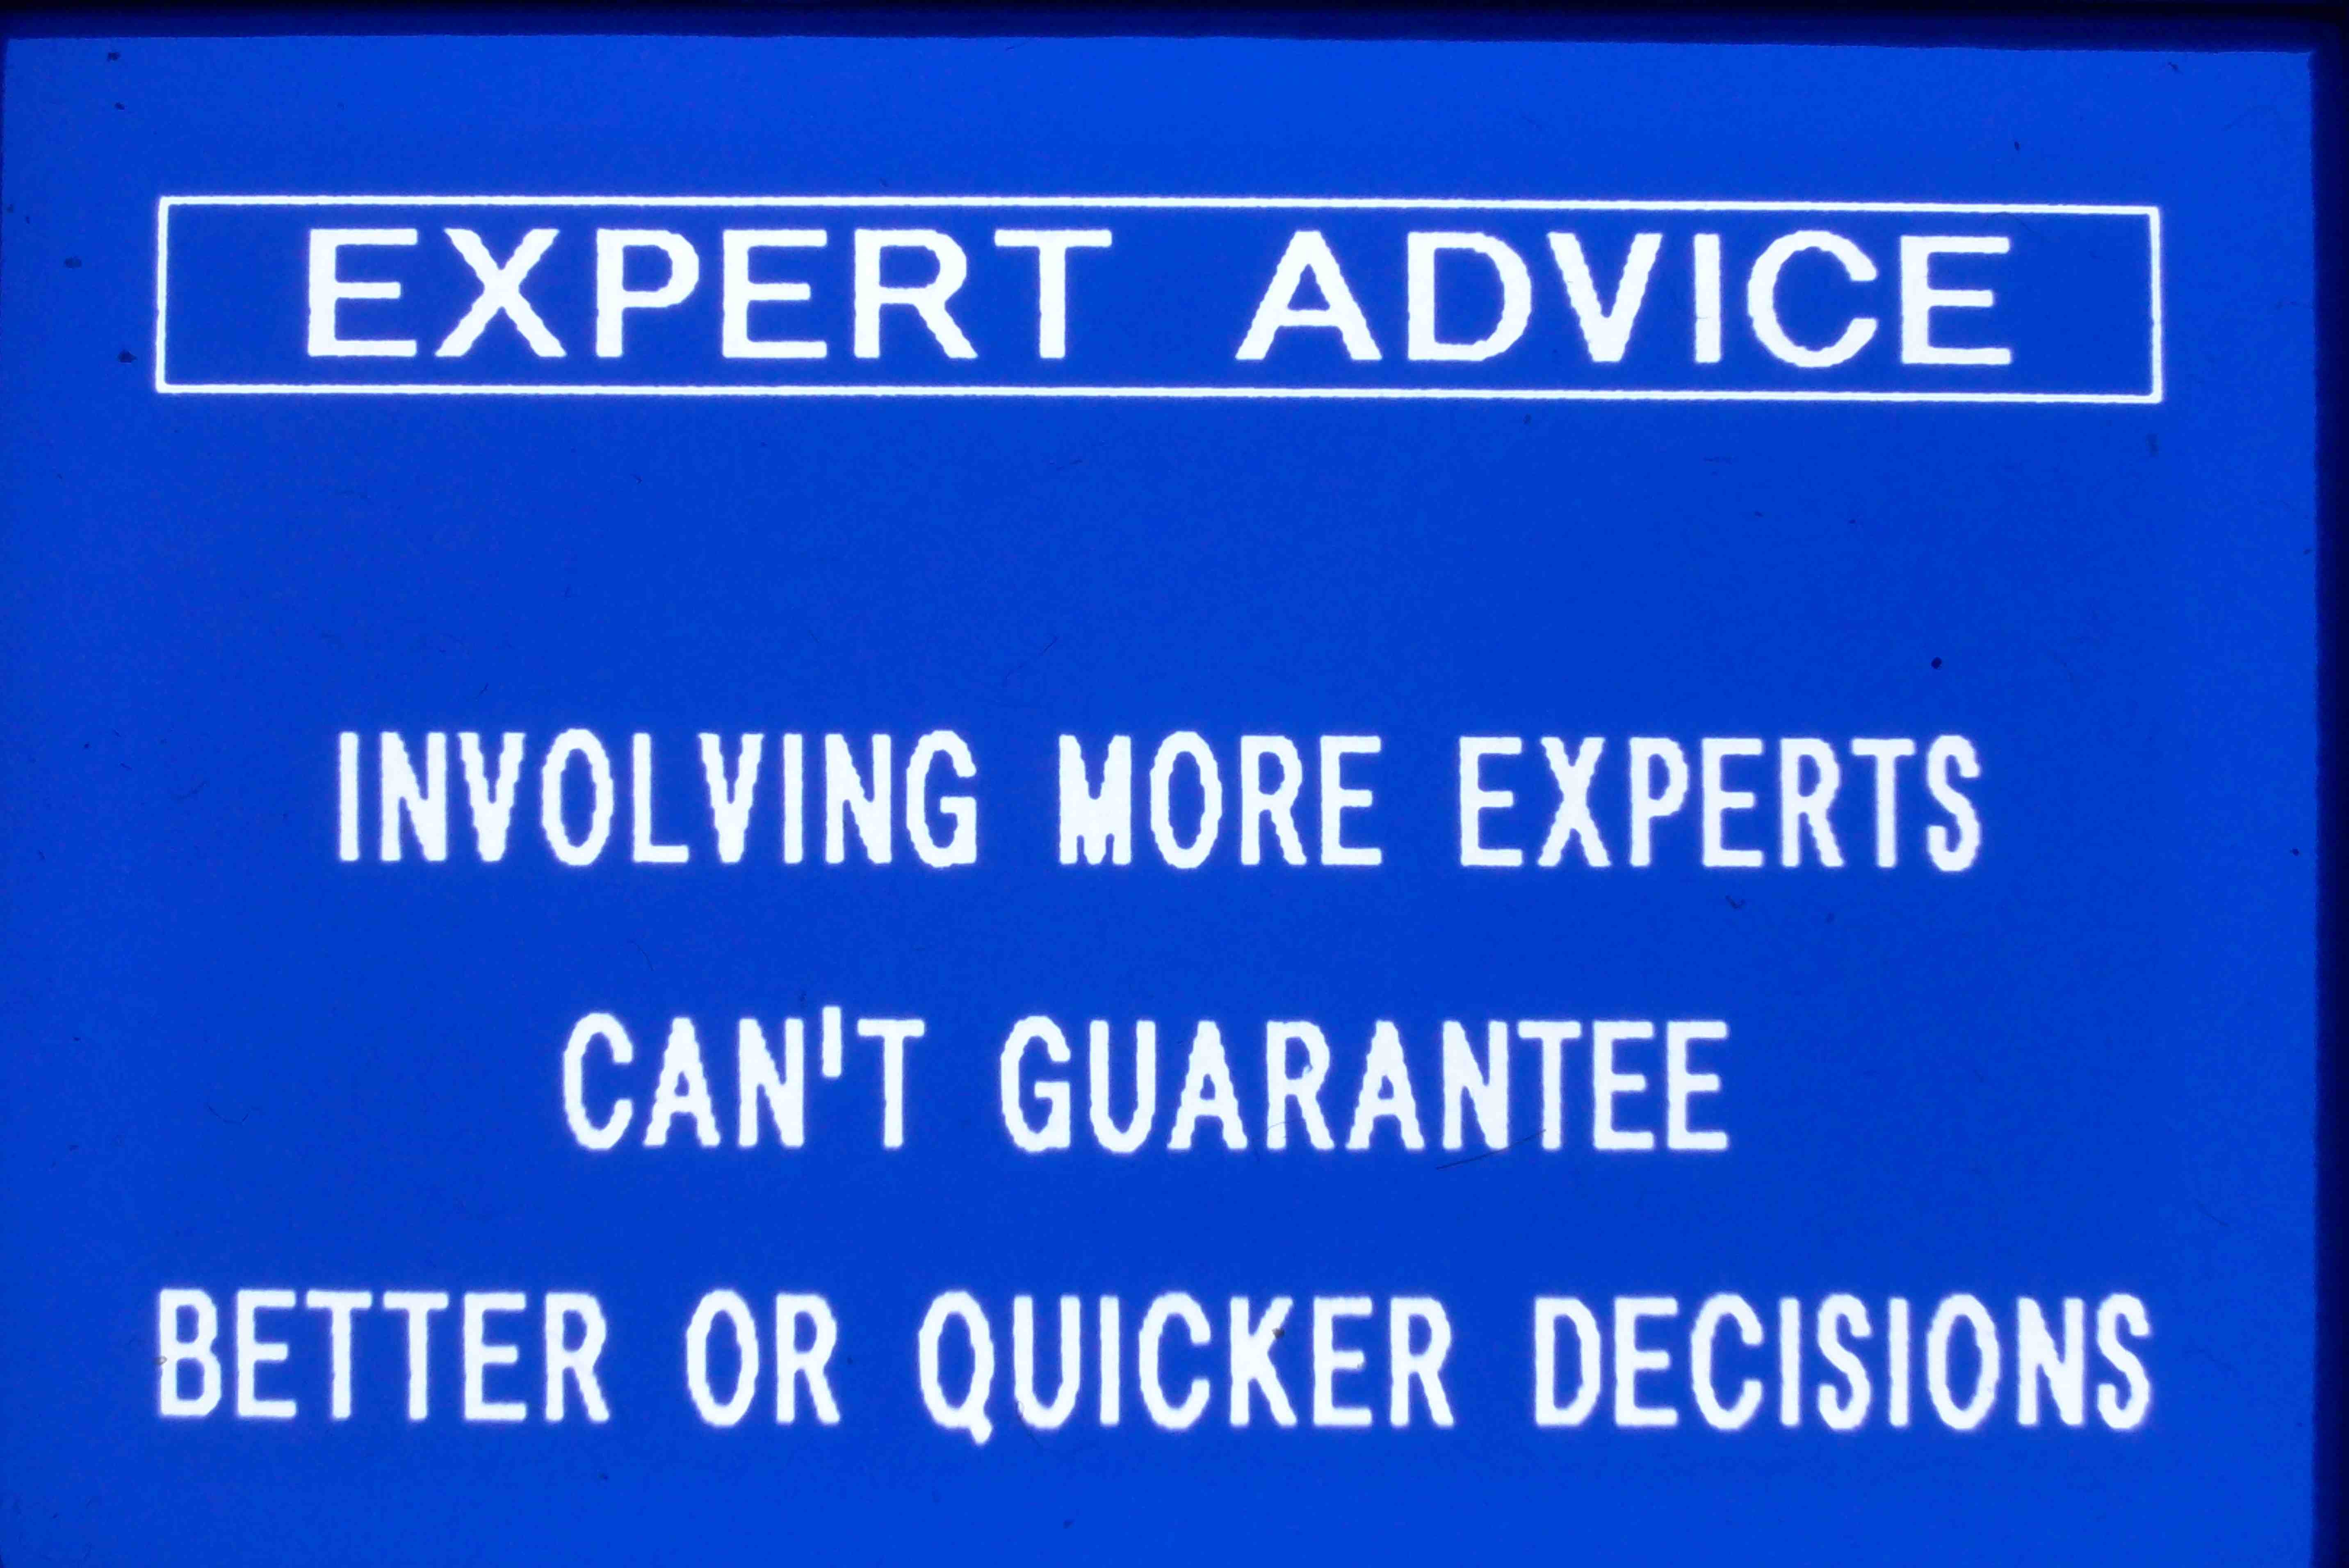 EXPERT ADVICE
INVOLVING MORE EXPERTS
CAN'T GUARANTEE
BETTER OR QUICKER DECISIONS